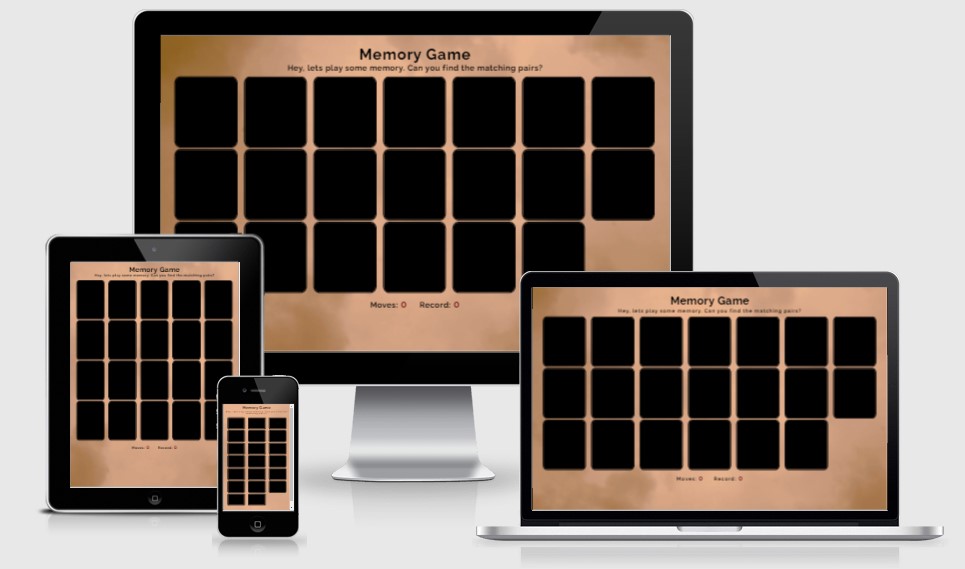 Memory Game
Hey, lets play some memory. Can you find the matching pairs?
Moves: 0 Record: 0
Memory Game
Hey, lets play some memory. Can you find the matching pairs?
Moves: 0 Record: 0
Memory Game
Hey, lets play some memory. Can you find the matching pairs?
Moves: 0 Record: 0
Memory Game